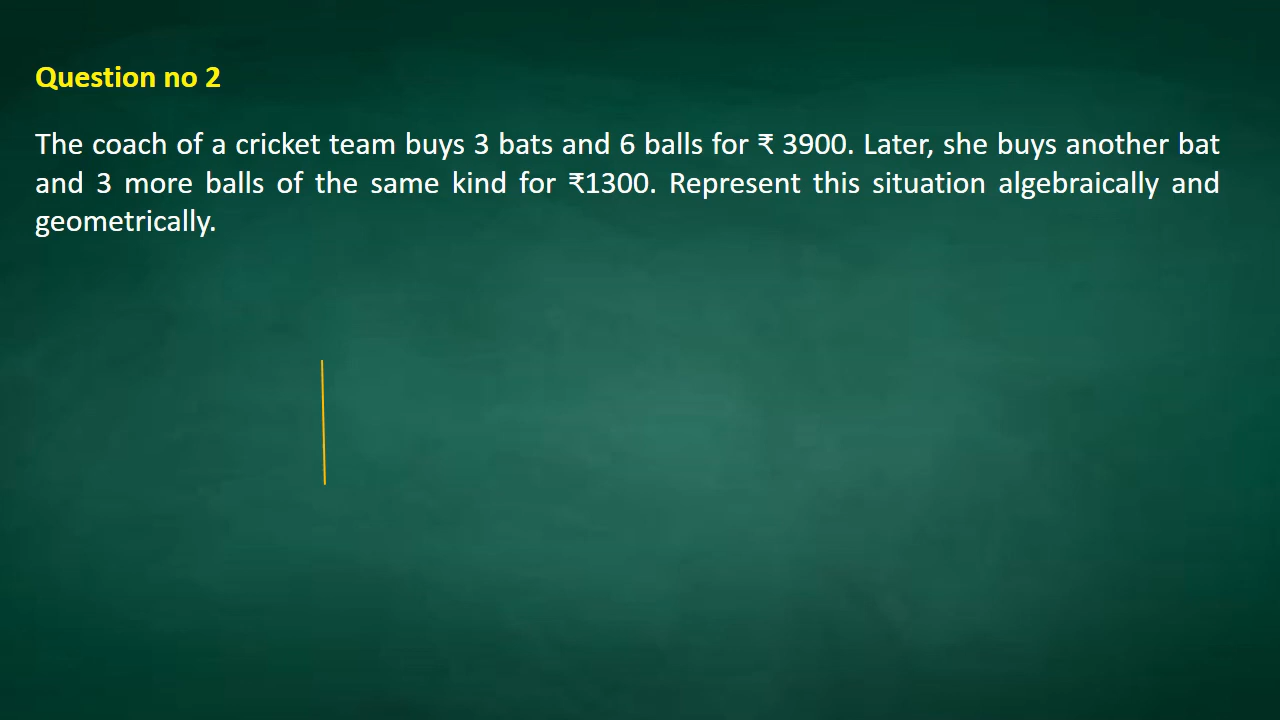 Question no 2
The coach of a cricket team buys 3 bats and 6 balls for ₹ 3900. Later, she buys another bat
and 3 more balls of the same kind for ₹1300. Represent this situation algebraically and
geometrically.